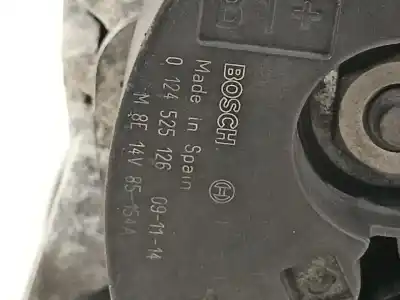 B +
BOSCH
Made in Spain
0 124 525 126 09-11-14
M 8E 14V 85-154A